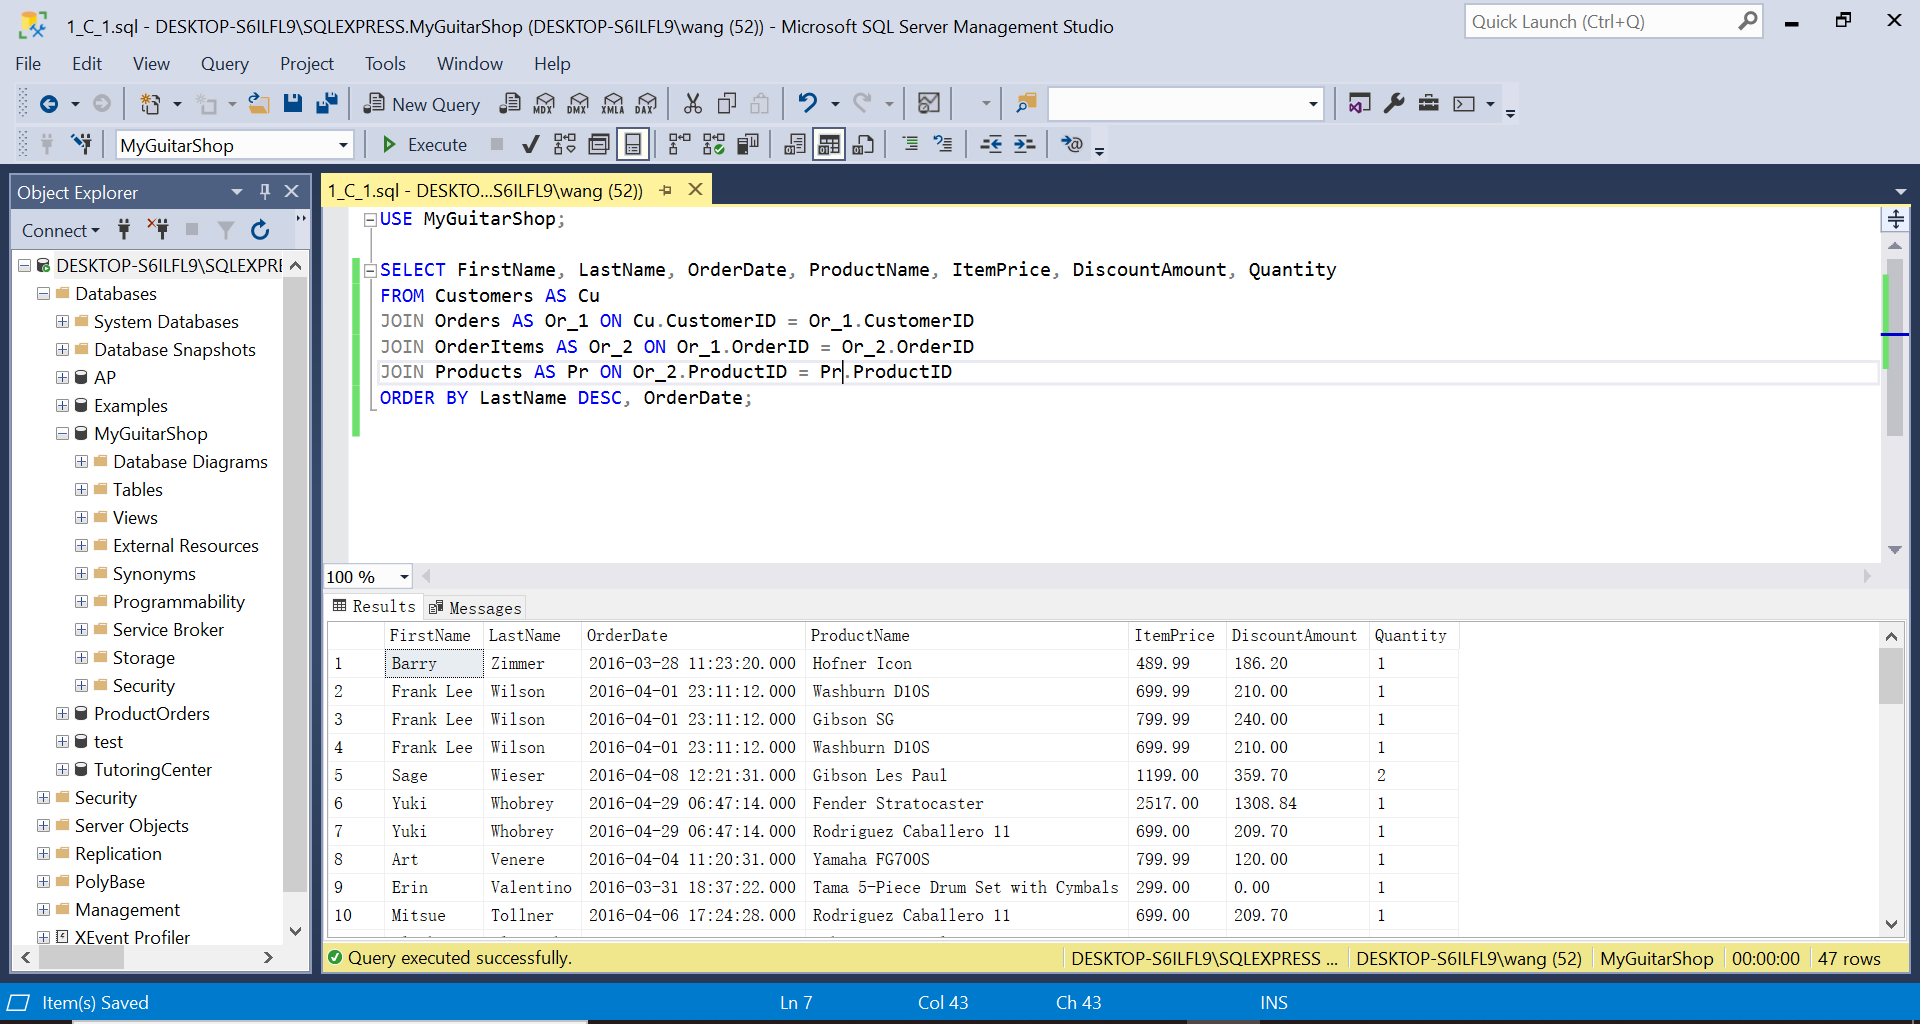 1_C_1.sql - DESKTOP-S6ILFL9\SQLEXPRESS.MyGuitarShop (DESKTOP-S6ILFL9\wang (52)) - Microsoft SQL Server Management Studio
Quick Launch (Ctrl+Q)
File Edit View Query Project Tools Window Help
New Query MDX DMX XMLA DAX
MyGuitarShop Execute
Object Explorer
Connect
DESKTOP-S6ILFL9\SQLEXPRE
Databases
System Databases
Database Snapshots
AP
Examples
MyGuitarShop
Database Diagrams
Tables
Views
External Resources
Synonyms
Programmability
Service Broker
Storage
Security
ProductOrders
test
TutoringCenter
Security
Server Objects
Replication
PolyBase
Management
XEvent Profiler
1_C_1.sql - DESKTO...S6ILFL9\wang (52))
USE MyGuitarShop;
SELECT FirstName, LastName, OrderDate, ProductName, ItemPrice, DiscountAmount, Quantity
FROM Customers AS Cu
JOIN Orders AS Or_1 ON Cu.CustomerID = Or_1.CustomerID
JOIN OrderItems AS Or_2 ON Or_1.OrderID = Or_2.OrderID
JOIN Products AS Pr ON Or_2.ProductID = Pr.ProductID
ORDER BY LastName DESC, OrderDate;
100 %
Results Messages
FirstName LastName OrderDate ProductName ItemPrice DiscountAmount Quantity
1 Barry Zimmer 2016-03-28 11:23:20.000 Hofner Icon 489.99 186.20 1
2 Frank Lee Wilson 2016-04-01 23:11:12.000 Washburn D10S 699.99 210.00 1
3 Frank Lee Wilson 2016-04-01 23:11:12.000 Gibson SG 799.99 240.00 1
4 Frank Lee Wilson 2016-04-01 23:11:12.000 Washburn D10S 699.99 210.00 1
5 Sage Wieser 2016-04-08 12:21:31.000 Gibson Les Paul 1199.00 359.70 2
6 Yuki Whobrey 2016-04-29 06:47:14.000 Fender Stratocaster 2517.00 1308.84 1
7 Yuki Whobrey 2016-04-29 06:47:14.000 Rodriguez Caballero 11 699.00 209.70 1
8 Art Venere 2016-04-04 11:20:31.000 Yamaha FG700S 799.99 120.00 1
9 Erin Valentino 2016-03-31 18:37:22.000 Tama 5-Piece Drum Set with Cymbals 299.00 0.00 1
10 Mitsue Tollner 2016-04-06 17:24:28.000 Rodriguez Caballero 11 699.00 209.70 1
Query executed successfully. DESKTOP-S6ILFL9\SQLEXPRESS ... DESKTOP-S6ILFL9\wang (52) MyGuitarShop 00:00:00 47 rows
Item(s) Saved Ln 7 Col 43 Ch 43 INS